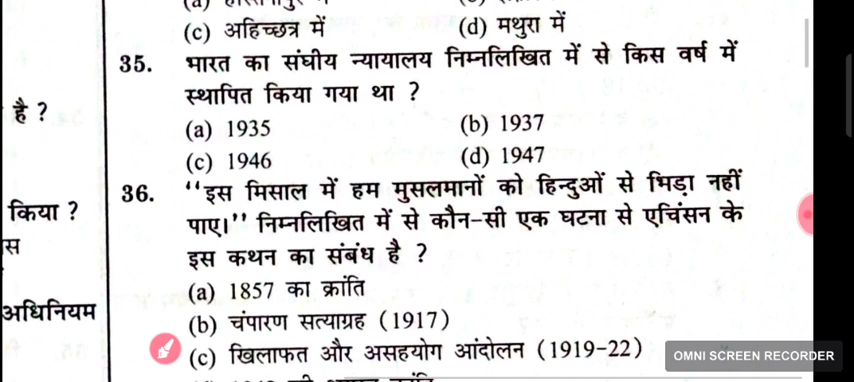 (c) अहिच्छत्र में (d) मथुरा में
35. भारत का संघीय न्यायालय निम्नलिखित में से किस वर्ष में
स्थापित किया गया था ?
है ?
(a) 1935 (b) 1937
(c) 1946 (d) 1947
36. ‘‘इस मिसाल में हम मुसलमानों को हिन्दुओं से भिड़ा नहीं
किया ?
पाए।’’ निम्नलिखित में से कौन-सी एक घटना से एचिंसन के
स
इस कथन का संबंध है ?
(a) 1857 का क्रांति
अधिनियम
(b) चंपारण सत्याग्रह (1917)
(c) खिलाफत और असहयोग आंदोलन (1919-22)
OMNI SCREEN RECORDER